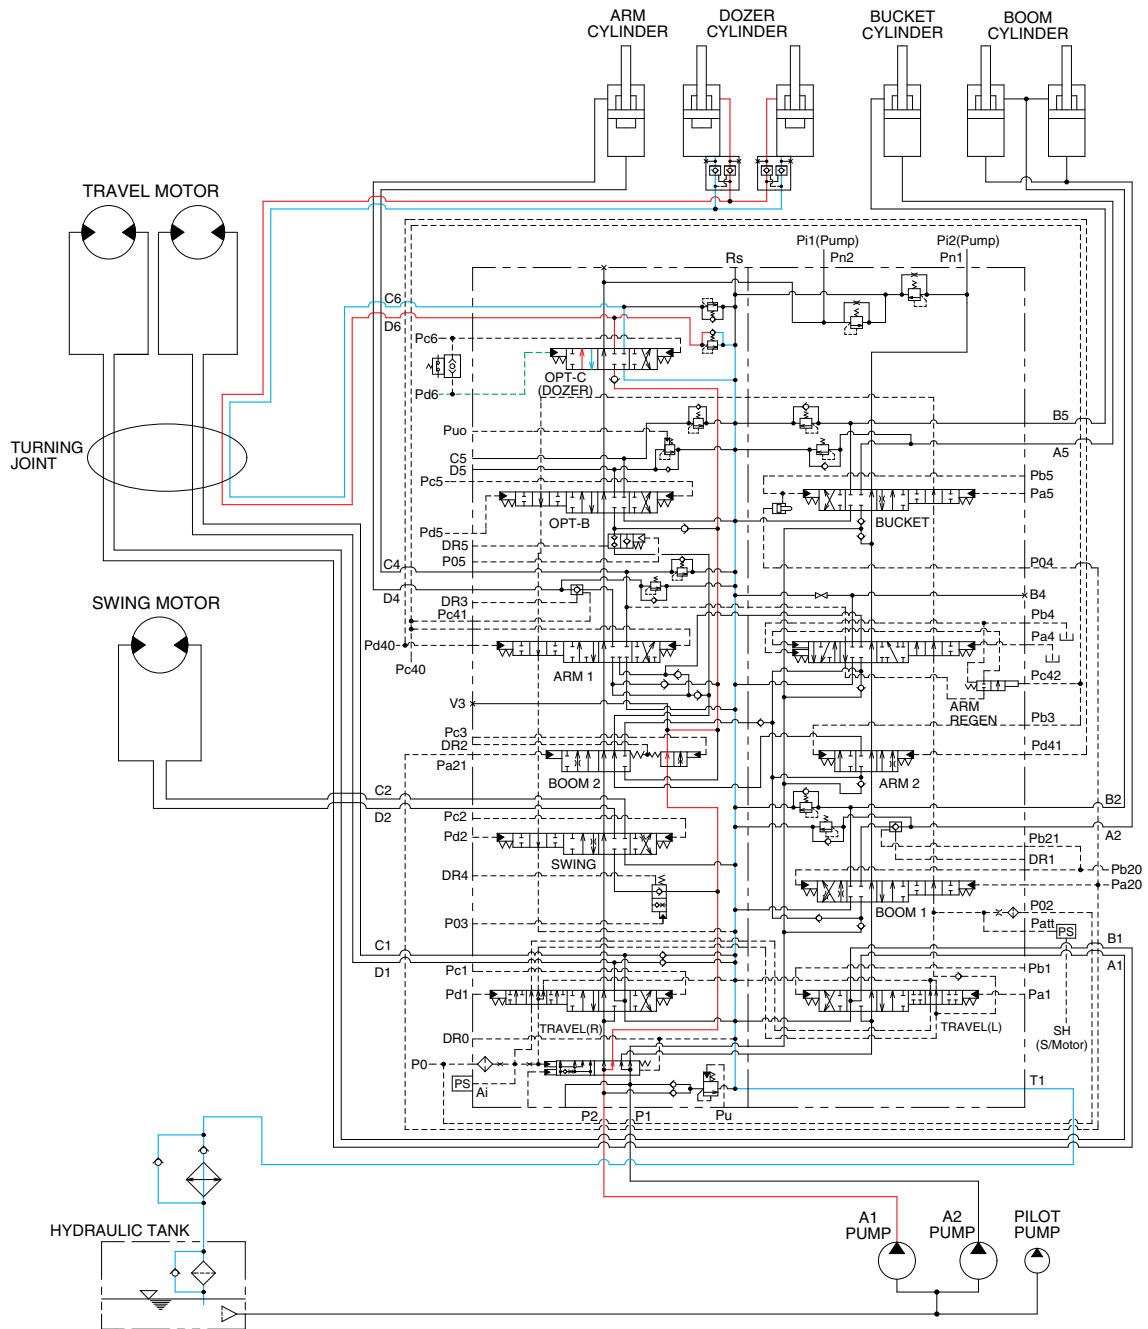 ARM
CYLINDER
DOZER
CYLINDER
BUCKET
CYLINDER
BOOM
CYLINDER
TRAVEL MOTOR
Pi1(Pump)
Pn2
Pi2(Pump)
Pn1
Rs
C6
D6
Pc6
OPT-C
(DOZER)
Pd6
TURNING
JOINT
Puo
C5
D5
Pc5
Pd5
OPT-B
DR5
P05
B5
A5
Pb5
Pa5
BUCKET
P04
C4
D4
DR3
Pc41
Pd40
Pc40
ARM 1
B4
Pb4
Pa4
Pc42
ARM
REGEN
SWING MOTOR
V3
Pc3
DR2
Pa21
BOOM 2
Pb3
Pd41
ARM 2
C2
D2
Pc2
Pd2
SWING
DR4
P03
B2
A2
Pb21
DR1
Pb20
Pa20
BOOM 1
P02
Patt
PS
C1
D1
Pc1
Pd1
TRAVEL(R)
DR0
P0
PS
Ai
B1
A1
Pb1
Pa1
TRAVEL(L)
SH
(S/Motor)
T1
P2
P1
Pu
HYDRAULIC TANK
A1
PUMP
A2
PUMP
PILOT
PUMP